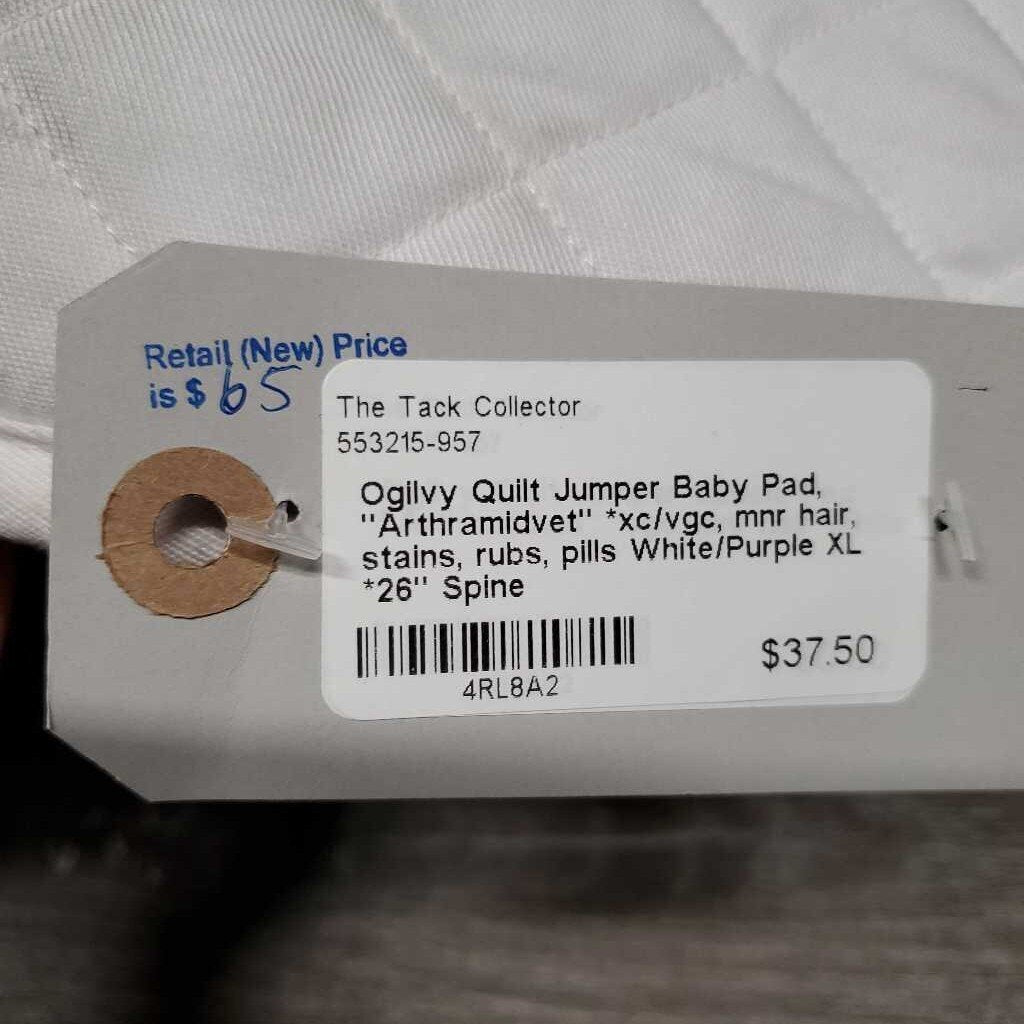 Retail (New) Price
is $ 65
The Tack Collector
553215-957
Ogilvy Quilt Jumper Baby Pad,
"Arthramidvet" *xc/vgc, mnr hair,
stains, rubs, pills White/Purple XL
*26" Spine
4RL8A2
$37.50